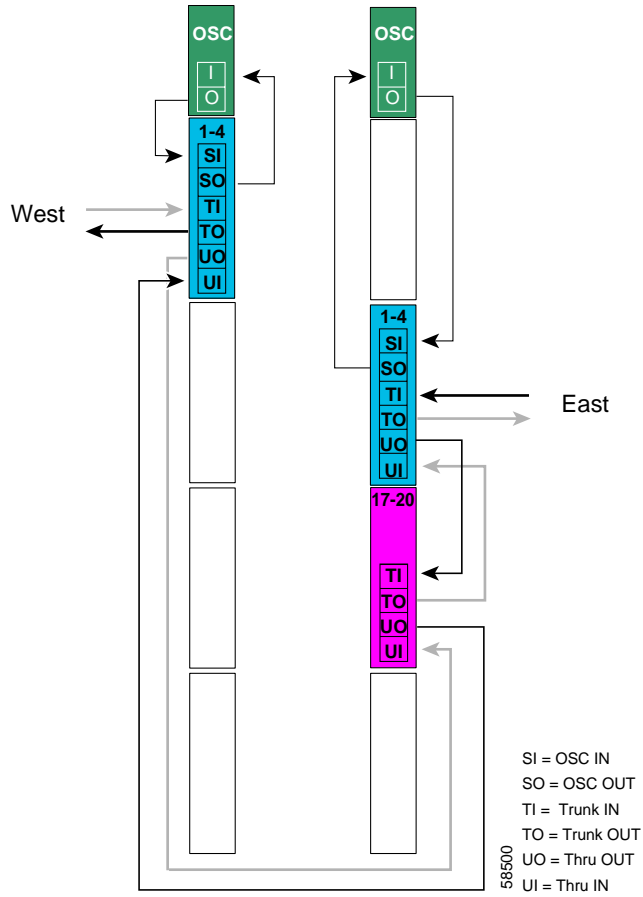 OSC
I
O
1-4
SI
SO
TI
TO
UO
UI
West
OSC
I
O
1-4
SI
SO
TI
TO
UO
UI
East
17-20
TI
TO
UO
UI
SI = OSC IN
SO = OSC OUT
TI = Trunk IN
TO = Trunk OUT
UO = Thru OUT
UI = Thru IN
58500